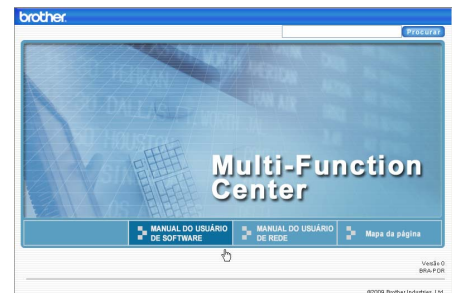 brother.
Procurar
Multi-Function
Center
MANUAL DO USUÁRIO
DE SOFTWARE
MANUAL DO USUÁRIO
DE REDE
Mapa da página
Versão 0
BRA-POR
©2009 Brother Industries, Ltd.